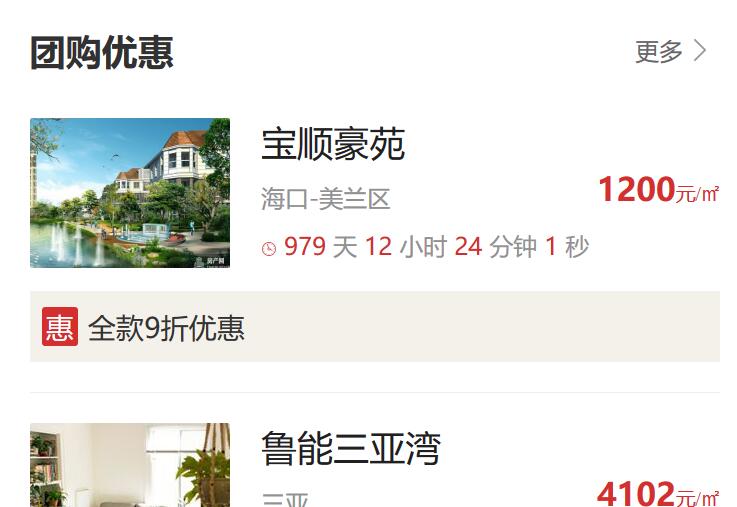 团购优惠
更多
宝顺豪苑
海口-美兰区
1200元/㎡
979 天 12 小时 24 分钟 1 秒
惠 全款9折优惠
鲁能三亚湾
三亚
4102元/㎡